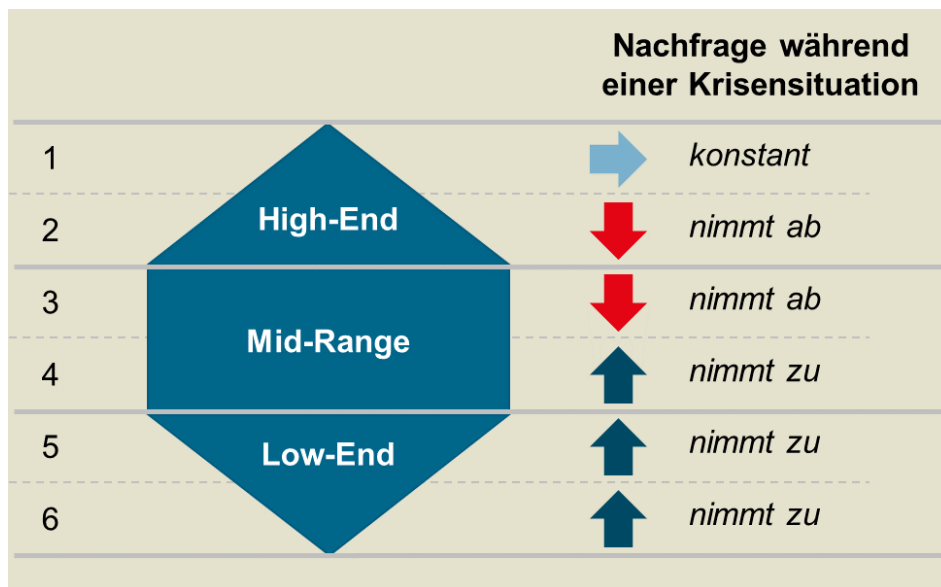 Nachfrage während
einer Krisensituation
1
konstant
2
High-End
nimmt ab
3
nimmt ab
Mid-Range
4
nimmt zu
5
Low-End
nimmt zu
6
nimmt zu